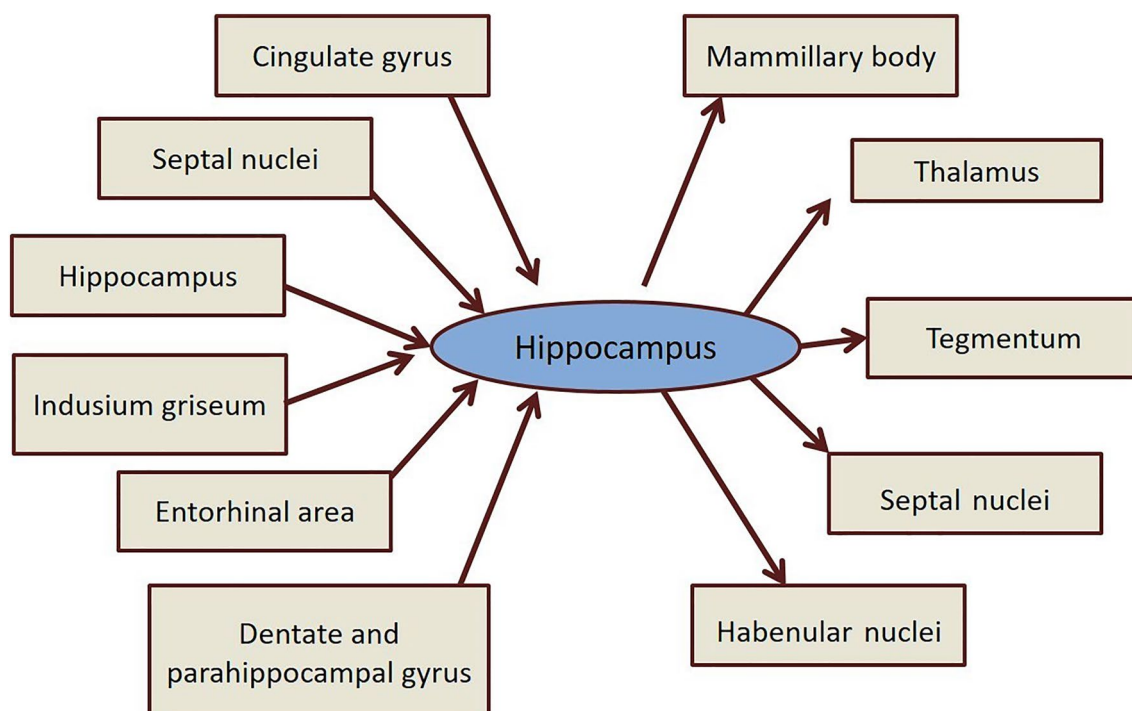 Cingulate gyrus
Mammillary body
Septal nuclei
Thalamus
Hippocampus
Hippocampus
Tegmentum
Indusium griseum
Entorhinal area
Septal nuclei
Dentate and
parahippocampal gyrus
Habenular nuclei